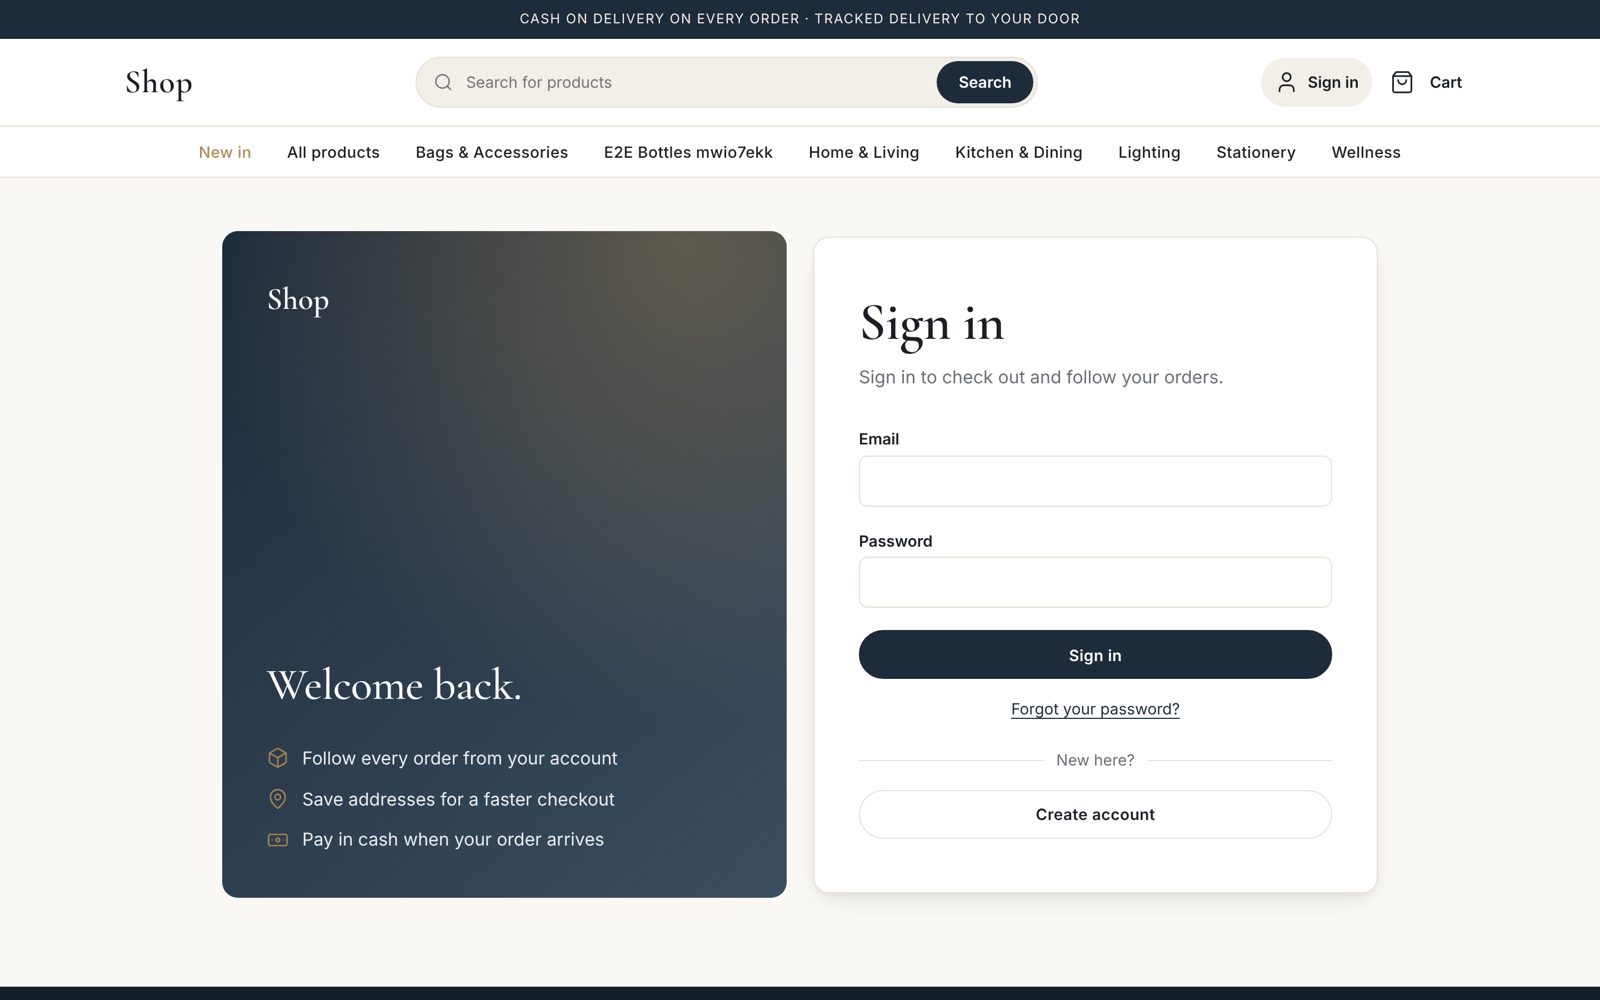 CASH ON DELIVERY ON EVERY ORDER · TRACKED DELIVERY TO YOUR DOOR
Shop
Search for products
Search
Sign in
Cart
New in
All products
Bags & Accessories
E2E Bottles mwio7ekk
Home & Living
Kitchen & Dining
Lighting
Stationery
Wellness
Shop
Welcome back.
Follow every order from your account
Save addresses for a faster checkout
Pay in cash when your order arrives
Sign in
Sign in to check out and follow your orders.
Email
Password
Sign in
Forgot your password?
New here?
Create account